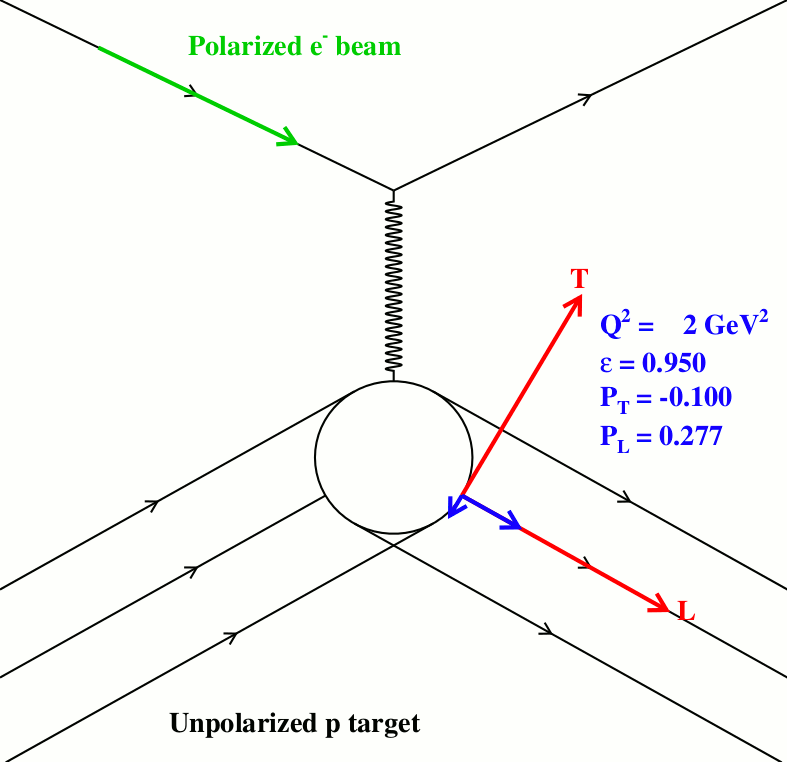 Polarized e⁻ beam
T
Q² = 2 GeV²
ε = 0.950
P_T = -0.100
P_L = 0.277
L
Unpolarized p target